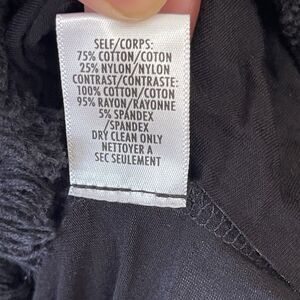 SELF/CORPS:
75% COTTON/COTON
25% NYLON/NYLON
CONTRAST/CONTRASTE:
100% COTTON/COTON
95% RAYON/RAYONNE
5% SPANDEX
/SPANDEX
DRY CLEAN ONLY
NETTOYER A
SEC SEULEMENT